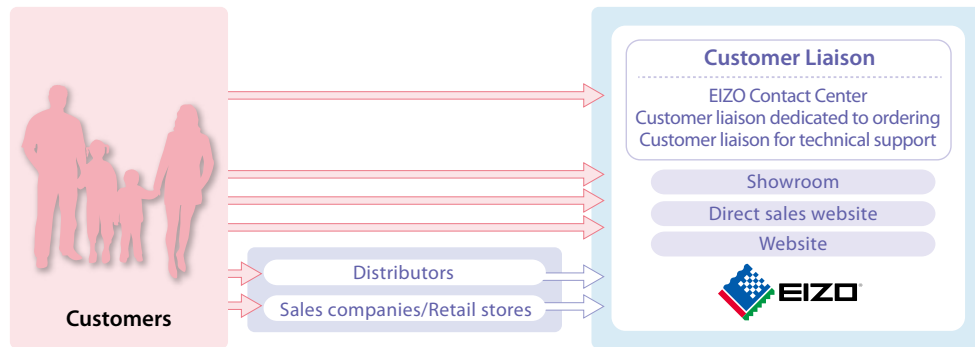 Customer Liaison
EIZO Contact Center
Customer liaison dedicated to ordering
Customer liaison for technical support
Showroom
Direct sales website
Website
Distributors
Sales companies/Retail stores
EIZO
Customers